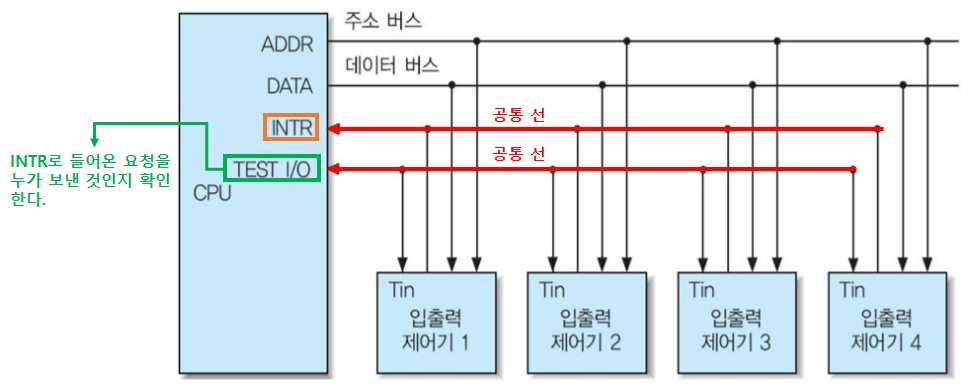 주소 버스
ADDR
데이터 버스
DATA
공통 선
INTR
공통 선
INTR로 들어온 요청을
누가 보낸 것인지 확인
한다.
TEST I/O
CPU
Tin
입출력
제어기 1
Tin
입출력
제어기 2
Tin
입출력
제어기 3
Tin
입출력
제어기 4